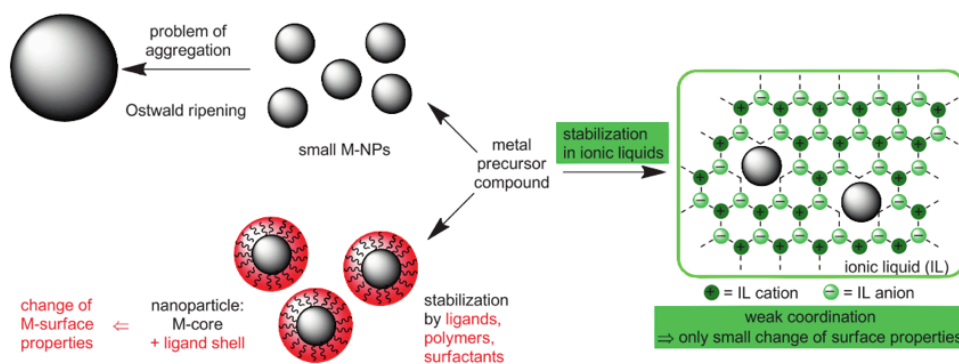 problem of
aggregation
Ostwald ripening
small M-NPs
metal
precursor
compound
stabilization
in ionic liquids
ionic liquid (IL)
+ = IL cation − = IL anion
weak coordination
⇒ only small change of surface properties
change of
M-surface
properties
⇐
nanoparticle:
M-core
+ ligand shell
stabilization
by ligands,
polymers,
surfactants